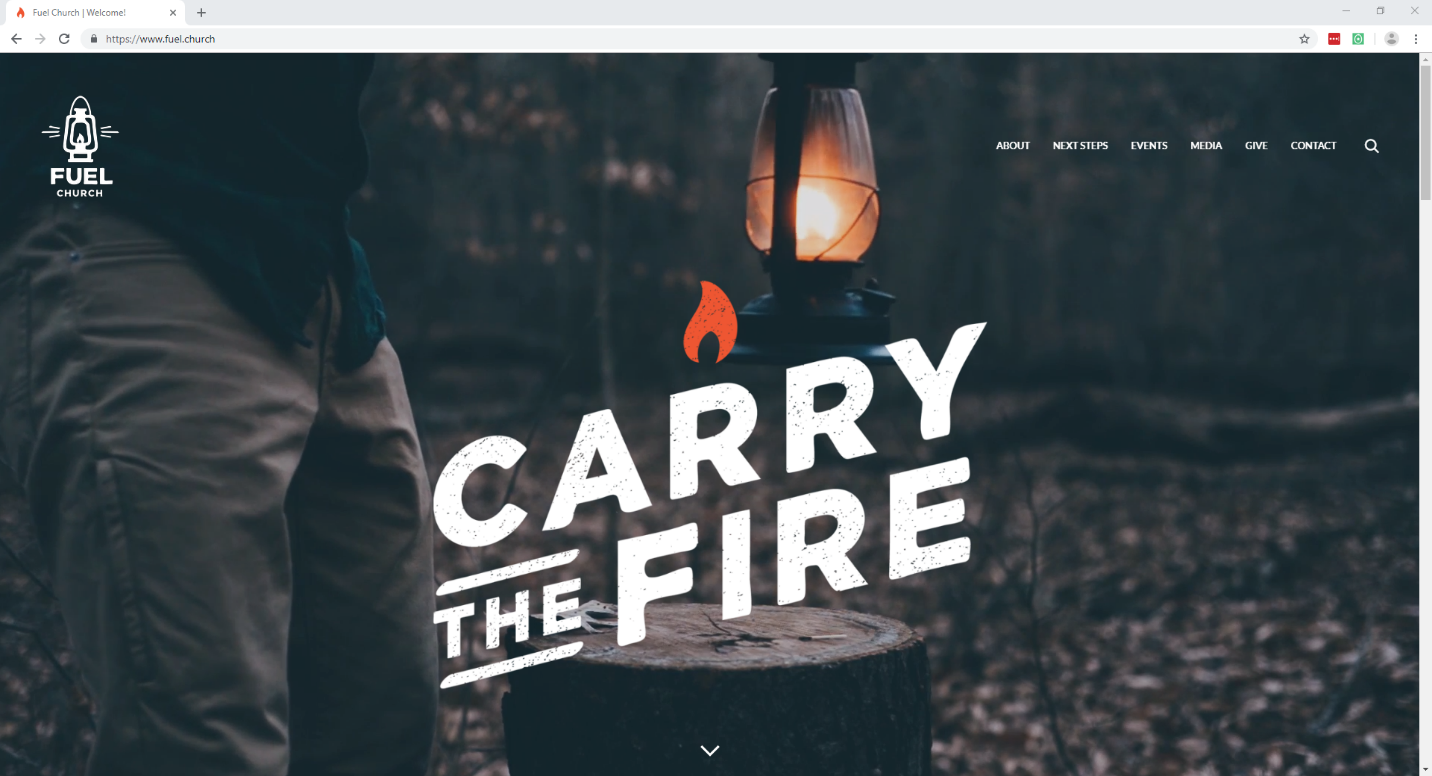 Fuel Church | Welcome!
https://www.fuel.church
FUEL
CHURCH
ABOUT NEXT STEPS EVENTS MEDIA GIVE CONTACT
CARRY
THE FIRE